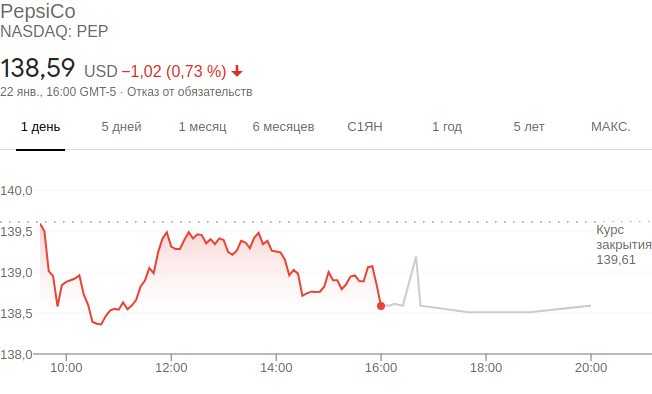 PepsiCo
NASDAQ: PEP
138,59 USD −1,02 (0,73 %)
22 янв., 16:00 GMT-5 · Отказ от обязательств
1 день 5 дней 1 месяц 6 месяцев С1ЯН 1 год 5 лет МАКС.
140,0
139,5
Курс
закрытия
139,61
139,0
138,5
138,0
10:00 12:00 14:00 16:00 18:00 20:00